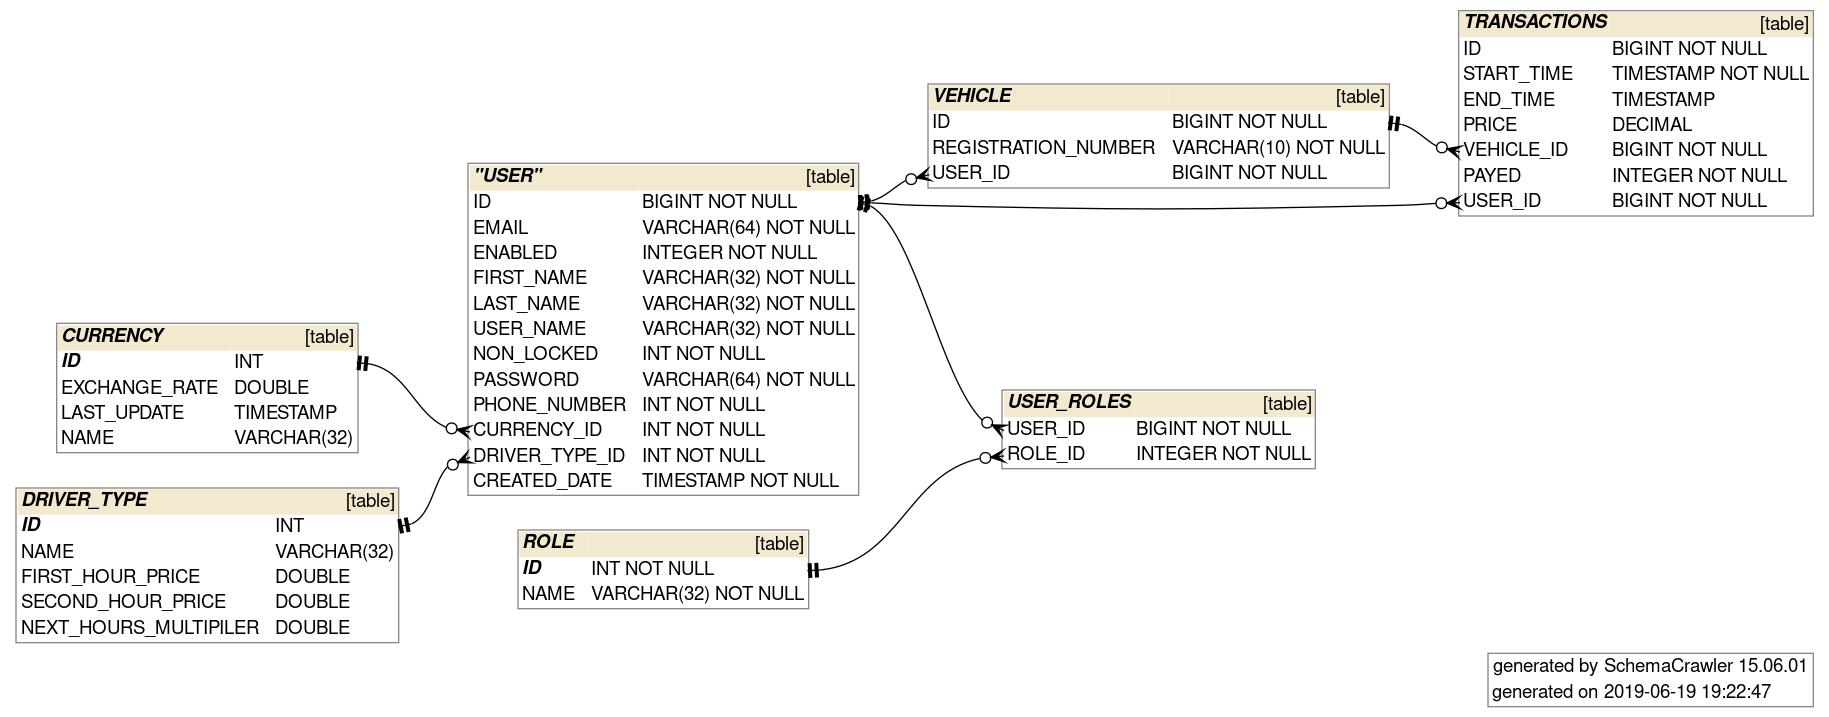 TRANSACTIONS [table]
ID BIGINT NOT NULL
START_TIME TIMESTAMP NOT NULL
END_TIME TIMESTAMP
PRICE DECIMAL
VEHICLE_ID BIGINT NOT NULL
PAYED INTEGER NOT NULL
USER_ID BIGINT NOT NULL
VEHICLE [table]
ID BIGINT NOT NULL
REGISTRATION_NUMBER VARCHAR(10) NOT NULL
USER_ID BIGINT NOT NULL
"USER" [table]
ID BIGINT NOT NULL
EMAIL VARCHAR(64) NOT NULL
ENABLED INTEGER NOT NULL
FIRST_NAME VARCHAR(32) NOT NULL
LAST_NAME VARCHAR(32) NOT NULL
USER_NAME VARCHAR(32) NOT NULL
NON_LOCKED INT NOT NULL
PASSWORD VARCHAR(64) NOT NULL
PHONE_NUMBER INT NOT NULL
CURRENCY_ID INT NOT NULL
DRIVER_TYPE_ID INT NOT NULL
CREATED_DATE TIMESTAMP NOT NULL
CURRENCY [table]
ID INT
EXCHANGE_RATE DOUBLE
LAST_UPDATE TIMESTAMP
NAME VARCHAR(32)
USER_ROLES [table]
USER_ID BIGINT NOT NULL
ROLE_ID INTEGER NOT NULL
DRIVER_TYPE [table]
ID INT
NAME VARCHAR(32)
FIRST_HOUR_PRICE DOUBLE
SECOND_HOUR_PRICE DOUBLE
NEXT_HOURS_MULTIPILER DOUBLE
ROLE [table]
ID INT NOT NULL
NAME VARCHAR(32) NOT NULL
generated by SchemaCrawler 15.06.01
generated on 2019-06-19 19:22:47